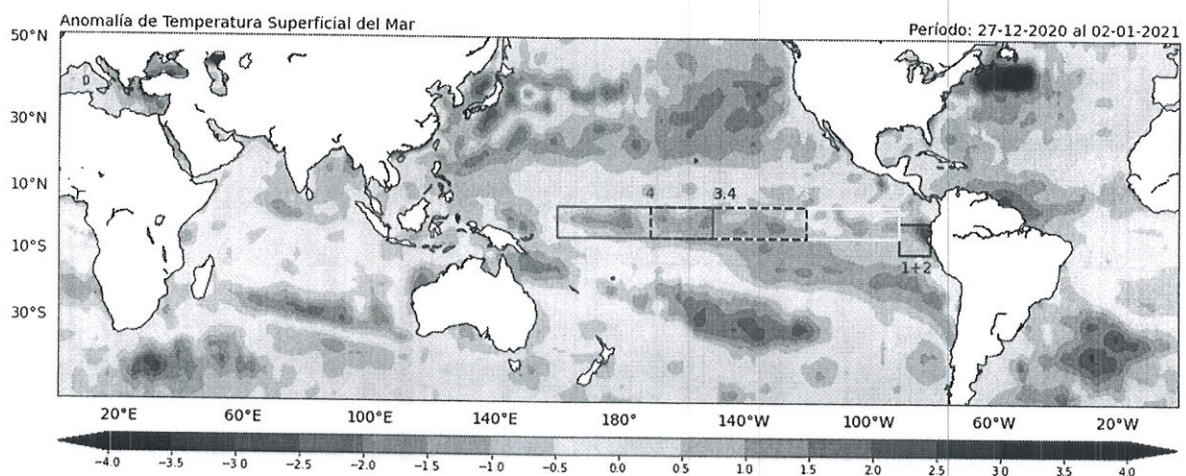 Anomalía de Temperatura Superficial del Mar
Período: 27-12-2020 al 02-01-2021
50°N
30°N
10°N
10°S
30°S
4
3.4
1+2
20°E
60°E
100°E
140°E
180°
140°W
100°W
60°W
20°W
−4.0
−3.5
−3.0
−2.5
−2.0
−1.5
−1.0
−0.5
0.0
0.5
1.0
1.5
2.0
2.5
3.0
3.5
4.0